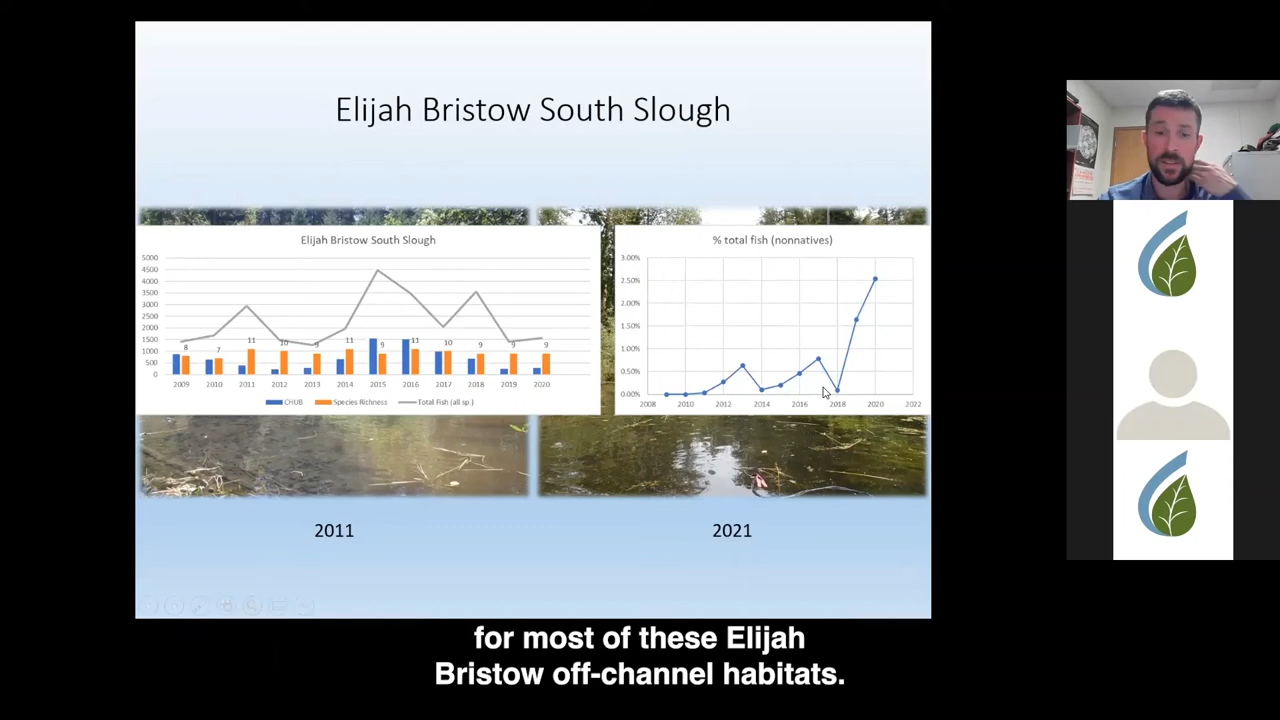 Elijah Bristow South Slough
Elijah Bristow South Slough
5000
4500
4000
3500
3000
2500
2000
1500
1000
500
0
8 7 11 10 9 11 9 11 10 9 9 9
2009 2010 2011 2012 2013 2014 2015 2016 2017 2018 2019 2020
CHUB Species Richness Total Fish (all sp.)
% total fish (nonnatives)
3.00%
2.50%
2.00%
1.50%
1.00%
0.50%
0.00%
2008 2010 2012 2014 2016 2018 2020 2022
2011
2021
for most of these Elijah
Bristow off-channel habitats.